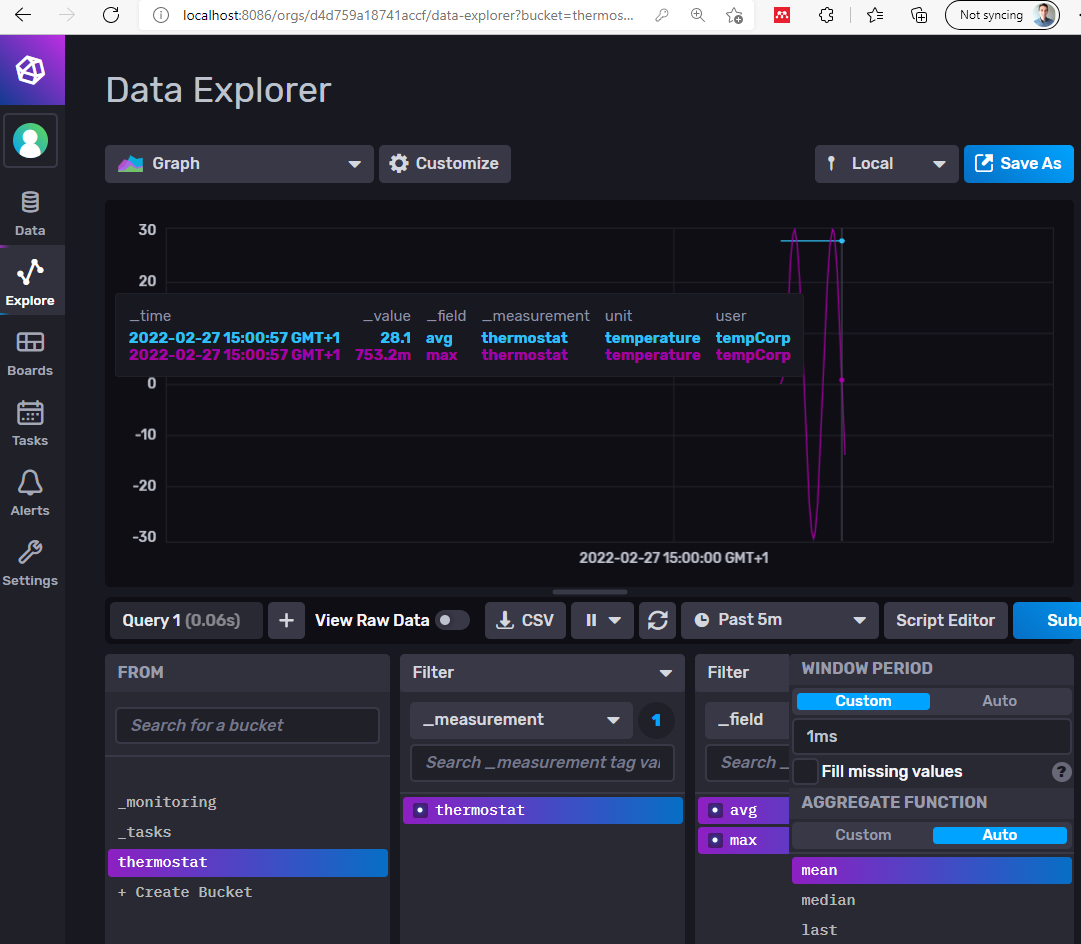 localhost:8086/orgs/d4d759a18741accf/data-explorer?bucket=thermos...
Not syncing
Data Explorer
Graph
Customize
Local
Save As
Data
Explore
Boards
Tasks
Alerts
Settings
30
20
0
-10
-20
-30
_time _value _field _measurement unit user
2022-02-27 15:00:57 GMT+1 28.1 avg thermostat temperature tempCorp
2022-02-27 15:00:57 GMT+1 753.2m max thermostat temperature tempCorp
2022-02-27 15:00:00 GMT+1
Query 1 (0.06s)
+
View Raw Data
CSV
Past 5m
Script Editor
Subm
FROM
Search for a bucket
_monitoring
_tasks
thermostat
+ Create Bucket
Filter
_measurement
1
Search _measurement tag val
thermostat
Filter
_field
Search _
avg
max
WINDOW PERIOD
Custom
Auto
1ms
Fill missing values
?
AGGREGATE FUNCTION
Custom
Auto
mean
median
last